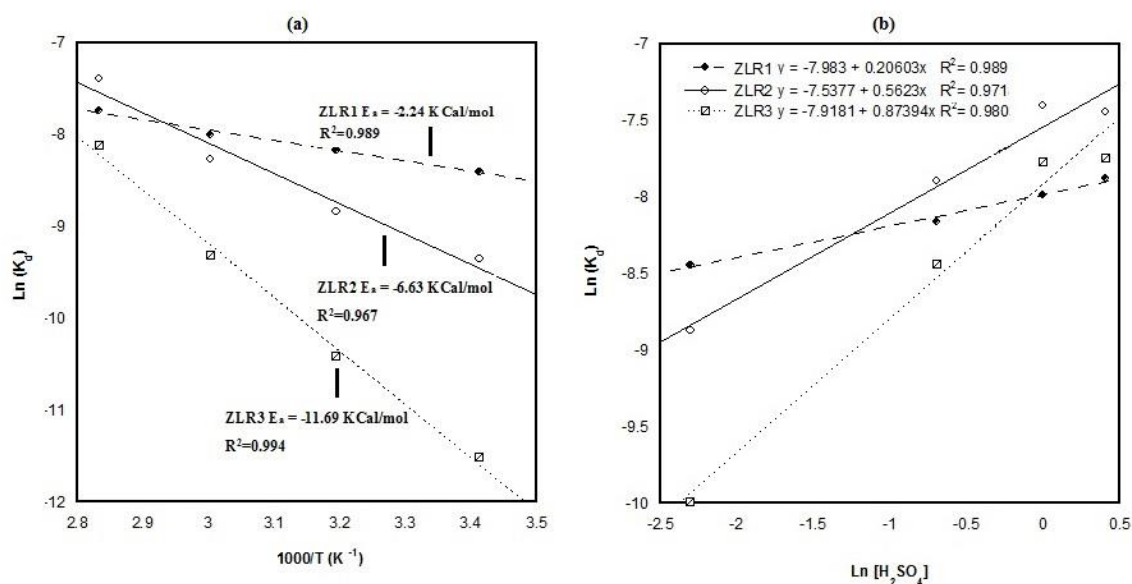 (a)
-7
-8
-9
-10
-11
-12
Ln (K_d)
ZLR1 Eₐ = -2.24 K Cal/mol
R²=0.989
ZLR2 Eₐ = -6.63 KCal/mol
R²=0.967
ZLR3 Eₐ = -11.69 KCal/mol
R²=0.994
2.8 2.9 3 3.1 3.2 3.3 3.4 3.5
1000/T (K⁻¹)
(b)
-7
-7.5
-8
-8.5
-9
-9.5
-10
Ln (K_d)
ZLR1 y = -7.983 + 0.20603x R²= 0.989
ZLR2 y = -7.5377 + 0.5623x R²= 0.971
ZLR3 y = -7.9181 + 0.87394x R²= 0.980
-2.5 -2 -1.5 -1 -0.5 0 0.5
Ln [H₂SO₄]